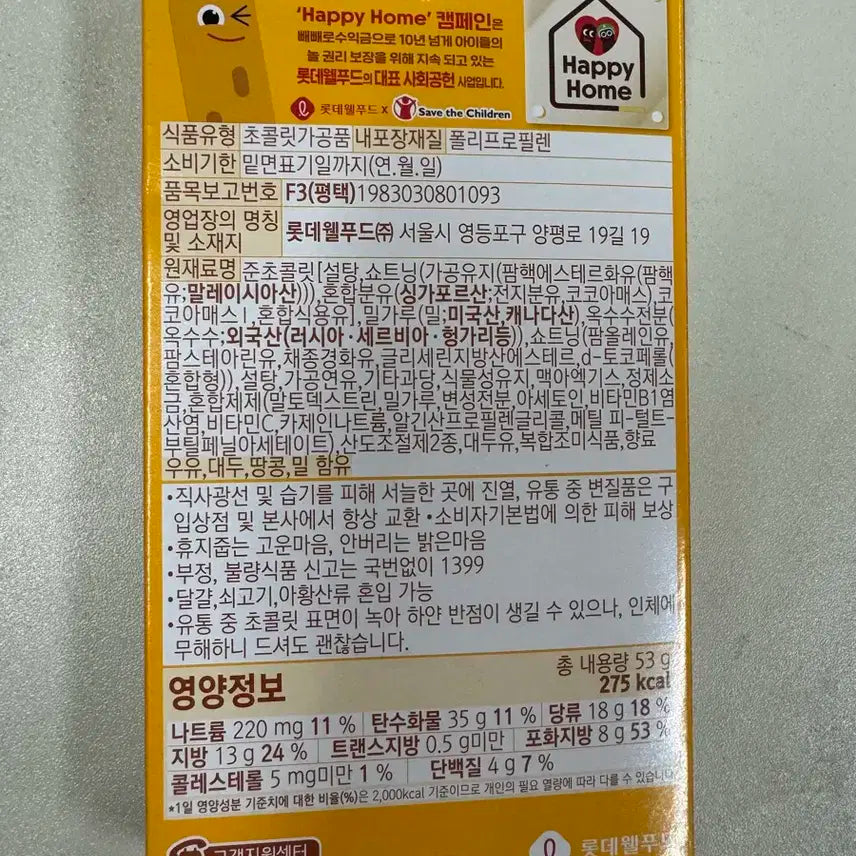 'Happy Home' 캠페인은
빼빼로수익금으로 10년 넘게 아이들의
놀 권리 보장을 위해 지속 되고 있는
롯데웰푸드의 대표 사회공헌 사업입니다.
롯데웰푸드 x Save the Children
Happy
Home
식품유형 초콜릿가공품 내포장재질 폴리프로필렌
소비기한 밑면표기일까지(연.월.일)
품목보고번호 F3(평택)1983030801093
영업장의 명칭
및 소재지 롯데웰푸드㈜ 서울시 영등포구 양평로 19길 19
원재료명 준초콜릿[설탕,쇼트닝(가공유지(팜핵에스테르화유(팜핵
유;말레이시아산))),혼합분유(싱가포르산;전지분유,코코아매스),코
코아매스Ⅰ,혼합식용유],밀가루(밀;미국산,캐나다산),옥수수전분(
옥수수;외국산(러시아·세르비아·헝가리등)),쇼트닝(팜올레인유,
팜스테아린유,채종경화유,글리세린지방산에스테르,d-토코페롤(
혼합형)),설탕,가공연유,기타과당,식물성유지,맥아엑기스,정제소
금,혼합제제(말토덱스트린,밀가루,변성전분,아세토인,비타민B1염
산염,비타민C,카제인나트륨,알긴산프로필렌글리콜,메틸 피-털트-
부틸페닐아세테이트),산도조절제2종,대두유,복합조미식품,향료
우유,대두,땅콩,밀 함유
•직사광선 및 습기를 피해 서늘한 곳에 진열, 유통 중 변질품은 구
입상점 및 본사에서 항상 교환 •소비자기본법에 의한 피해 보상
•휴지줍는 고운마음, 안버리는 밝은마음
•부정, 불량식품 신고는 국번없이 1399
•달걀,쇠고기,아황산류 혼입 가능
•유통 중 초콜릿 표면이 녹아 하얀 반점이 생길 수 있으나, 인체에
무해하니 드셔도 괜찮습니다.
영양정보 총 내용량 53 g
275 kcal
나트륨 220 mg 11 % 탄수화물 35 g 11 % 당류 18 g 18 %
지방 13 g 24 % 트랜스지방 0.5 g미만 포화지방 8 g 53 %
콜레스테롤 5 mg미만 1 % 단백질 4 g 7 %
*1일 영양성분 기준치에 대한 비율(%)은 2,000kcal 기준이므로 개인의 필요 열량에 따라 다를 수 있습니다
고객지원센터
롯데웰푸드